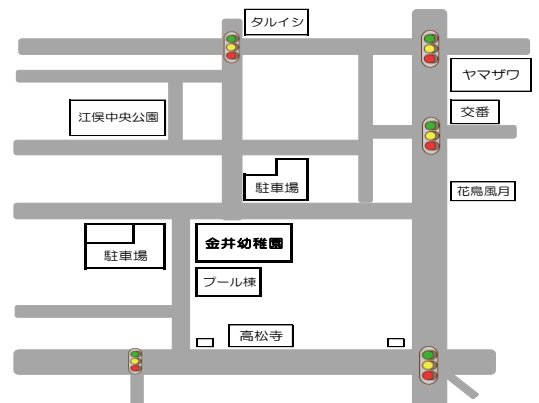 タルイシ
ヤマザワ
江俣中央公園
交番
駐車場
花鳥風月
金井幼稚園
駐車場
プール棟
高松寺